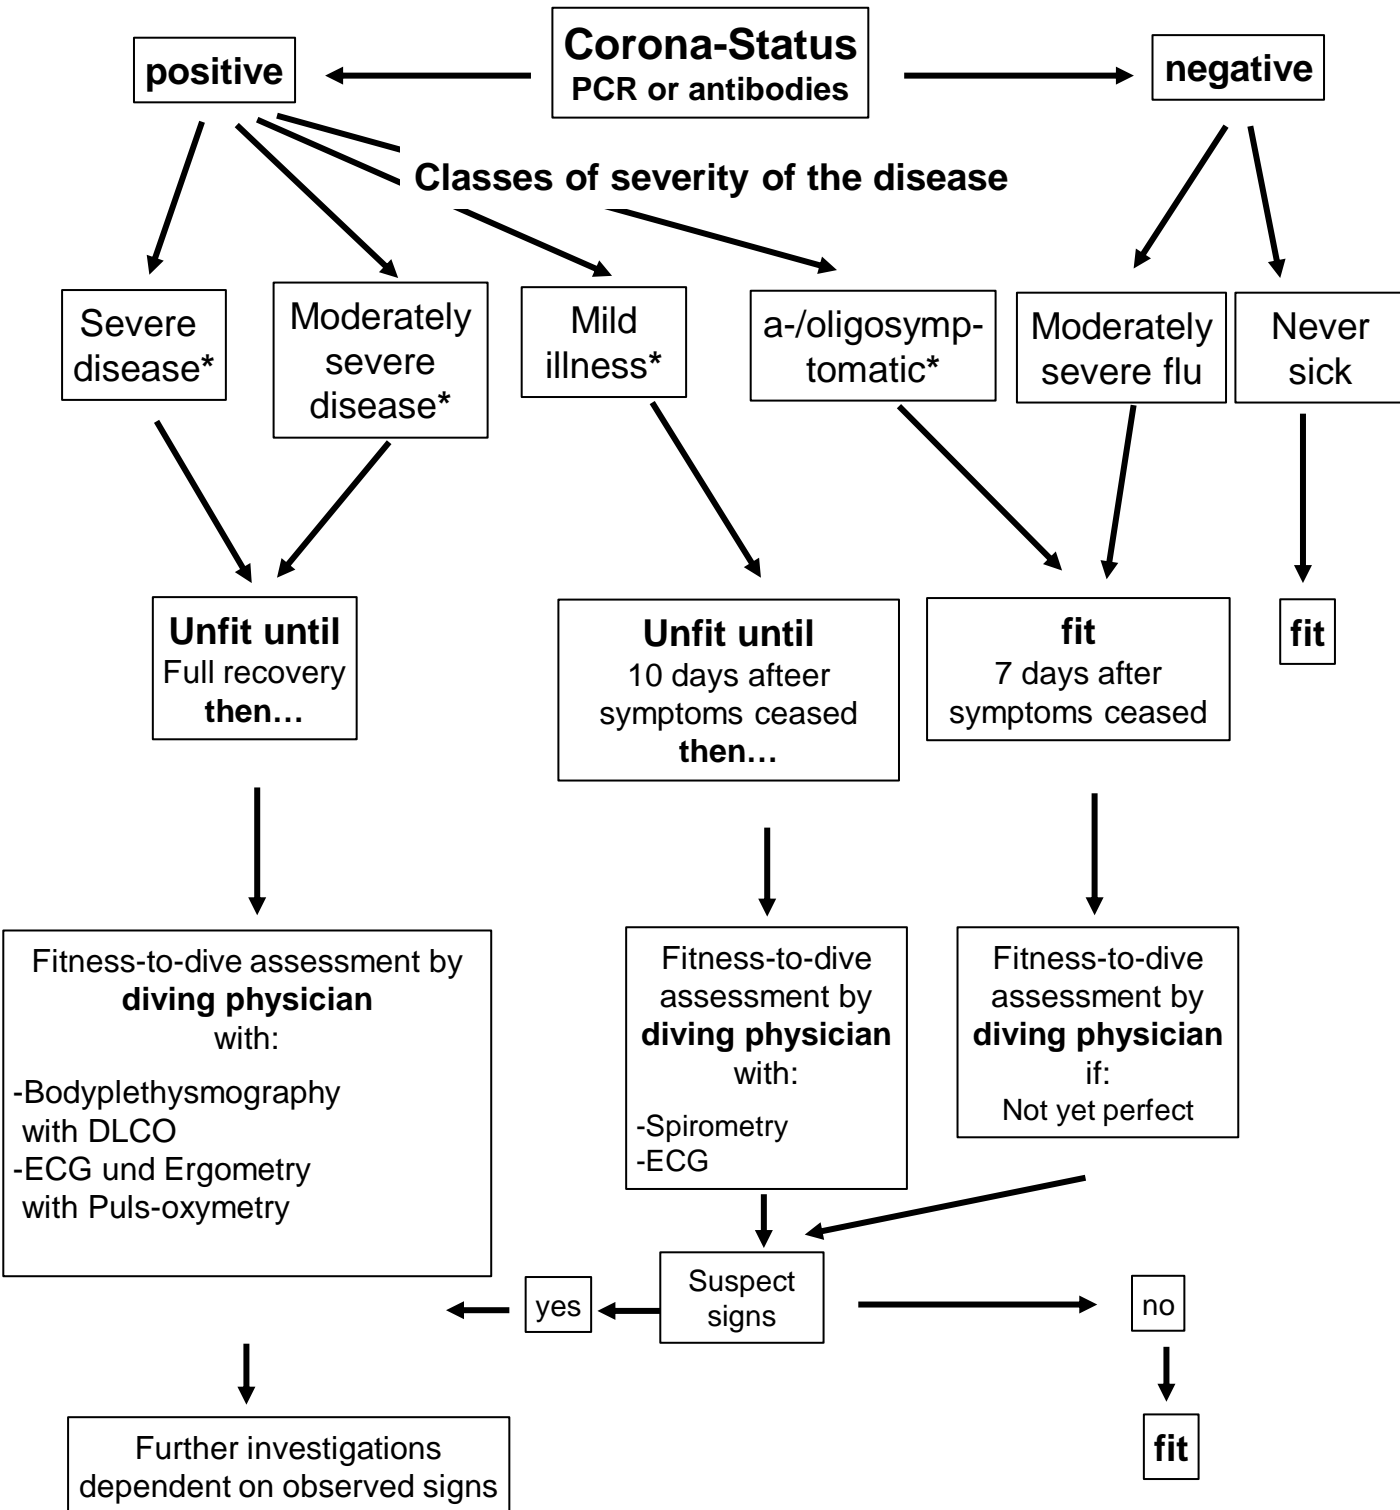 Corona-Status
PCR or antibodies
positive
negative
Classes of severity of the disease
Severe
disease*
Moderately
severe
disease*
Mild
illness*
a-/oligosymp-
tomatic*
Moderately
severe flu
Never
sick
Unfit until
Full recovery
then…
Unfit until
10 days afteer
symptoms ceased
then…
fit
7 days after
symptoms ceased
fit
Fitness-to-dive assessment by
diving physician
with:
-Bodyplethysmography
with DLCO
-ECG und Ergometry
with Puls-oxymetry
Fitness-to-dive
assessment by
diving physician
with:
-Spirometry
-ECG
Fitness-to-dive
assessment by
diving physician
if:
Not yet perfect
Suspect
signs
yes
no
fit
Further investigations
dependent on observed signs